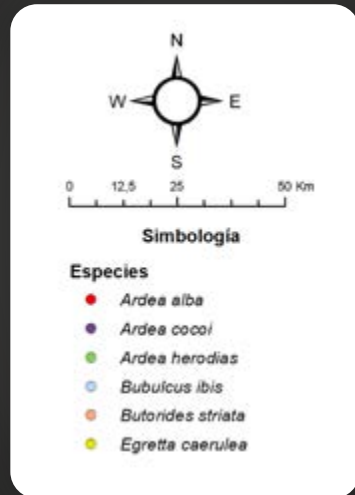 N
W E
S
0 12,5 25 50 Km
Simbología
Especies
Ardea alba
Ardea cocoi
Ardea herodias
Bubulcus ibis
Butorides striata
Egretta caerulea